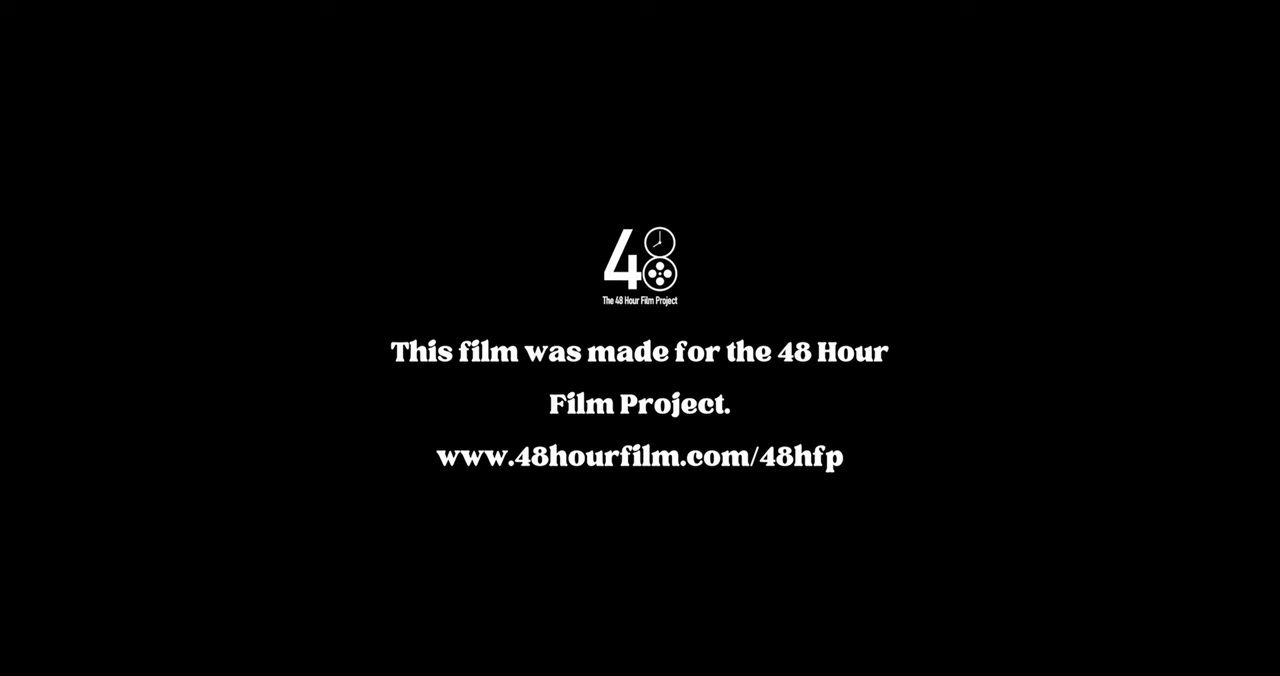 48
The 48 Hour Film Project
This film was made for the 48 Hour
Film Project.
www.48hourfilm.com/48hfp